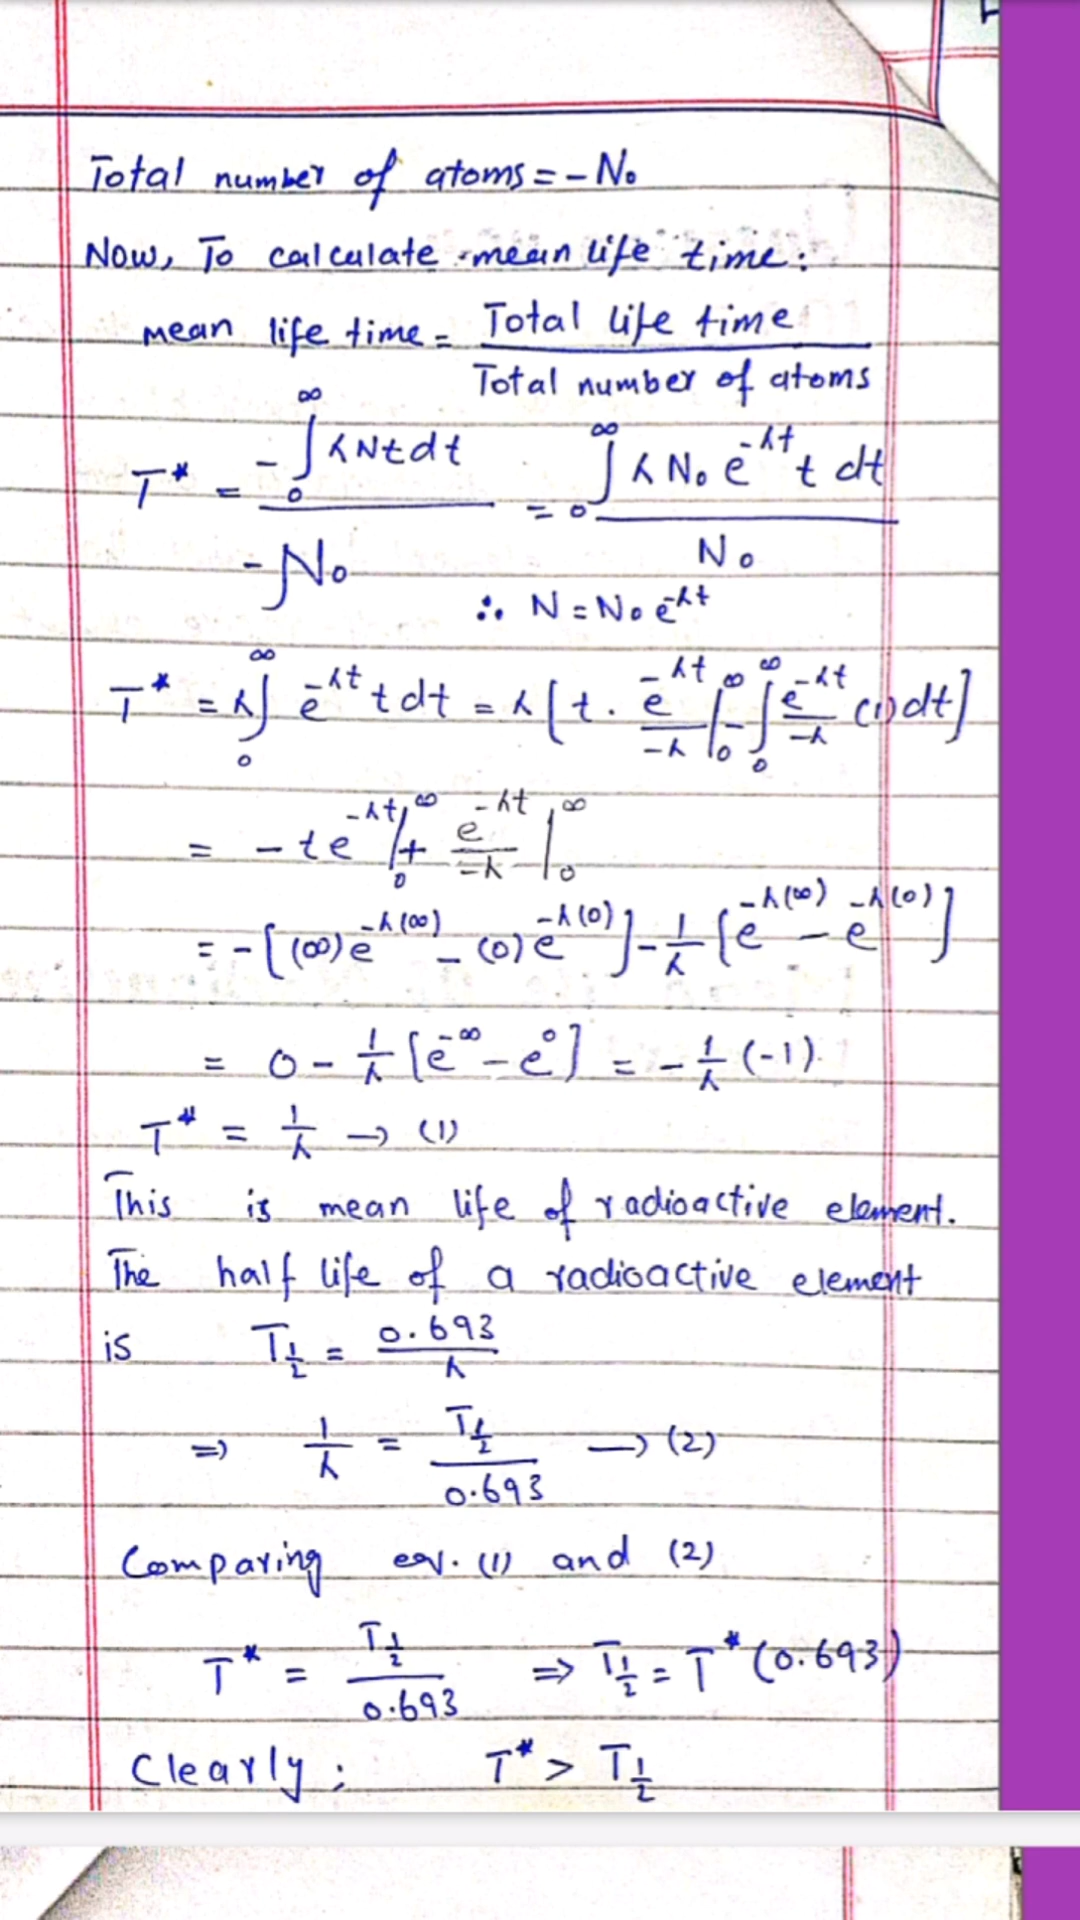 Total number of atoms = - N₀
Now, To calculate mean life time:
mean life time = Total life time / Total number of atoms
T* = -∫₀^∞ λNtdt / -N₀ = ∫₀^∞ λN₀ e^(-λt) t dt / N₀
∴ N = N₀ e^(-λt)
T* = λ∫₀^∞ e^(-λt) t dt = λ[t. e^(-λt)/-λ |₀^∞ - ∫₀^∞ e^(-λt)/-λ (1)dt]
= - te^(-λt) |₀^∞ + e^(-λt)/-λ |₀^∞
= -[(∞)e^(-λ(∞)) - (0)e^(-λ(0))] - 1/λ [e^(-λ(∞)) - e^(-λ(0))]
= 0 - 1/λ [e^(-∞) - e^0] = - 1/λ (-1)
T* = 1/λ → (1)
This is mean life of radioactive element.
The half life of a radioactive element
is T½ = 0.693/λ
⇒ 1/λ = T½/0.693 → (2)
Comparing eq. (1) and (2)
T* = T½/0.693 ⇒ T½ = T* (0.693)
Clearly; T* > T½